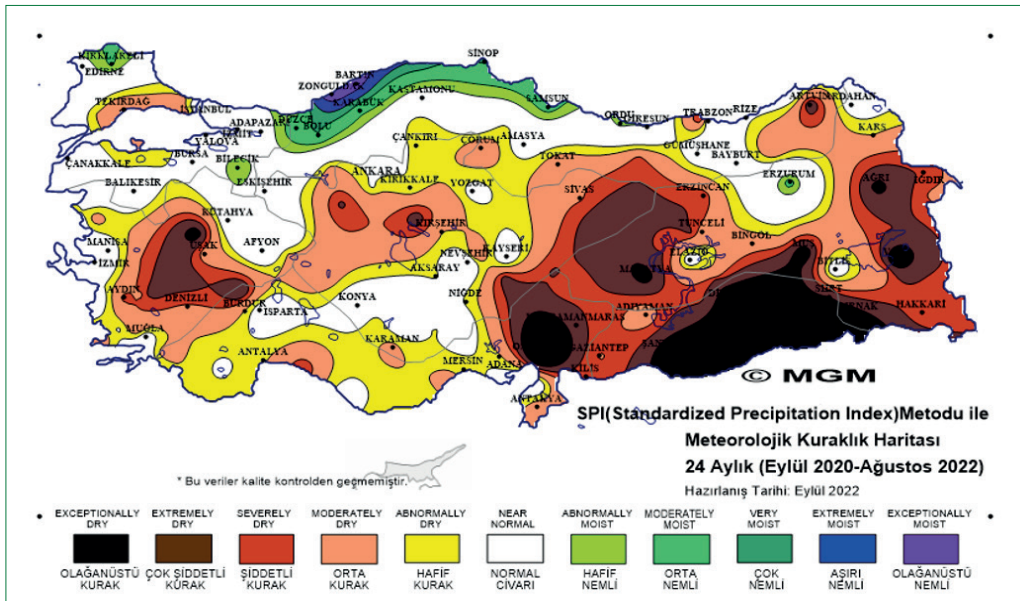 KIRKLARELİ
EDİRNE
TEKİRDAĞ
İSTANBUL
YALOVA
ADAPAZARI
ÇANAKKALE
BURSA
BİLECİK
BALIKESİR
ESKİŞEHİR
KÜTAHYA
MANİSA
İZMİR
UŞAK
AFYON
AYDIN
DENİZLİ
BURDUR
ISPARTA
MUĞLA
ANTALYA
BARTIN
ZONGULDAK
KARABÜK
DÜZCE
BOLU
KASTAMONU
SİNOP
SAMSUN
ÇANKIRI
ÇORUM
AMASYA
TOKAT
ANKARA
KIRIKKALE
YOZGAT
SİVAS
KIRŞEHİR
NEVŞEHİR
KAYSERİ
AKSARAY
KONYA
NİĞDE
KARAMAN
MERSİN
ADANA
ANTAKYA
ORDU
TRABZON
RİZE
ARTVİN
ARDAHAN
KARS
GÜMÜŞHANE
BAYBURT
ERZURUM
AĞRI
IĞDIR
ERZİNCAN
TUNCELİ
BİNGÖL
ELAZIĞ
ADIYAMAN
GAZİANTEP
KİLİS
SİİRT
HAKKARİ
© MGM
SPI(Standardized Precipitation Index)Metodu ile
Meteorolojik Kuraklık Haritası
24 Aylık (Eylül 2020-Ağustos 2022)
Hazırlanış Tarihi: Eylül 2022
* Bu veriler kalite kontrolden geçmemiştir.
EXCEPTIONALLY DRY
EXTREMELY DRY
SEVERELY DRY
MODERATELY DRY
ABNORMALLY DRY
NEAR NORMAL
ABNORMALLY MOIST
MODERATELY MOIST
VERY MOIST
EXTREMELY MOIST
EXCEPTIONALLY MOIST
OLAĞANÜSTÜ KURAK
ÇOK ŞİDDETLİ KURAK
ŞİDDETLİ KURAK
ORTA KURAK
HAFİF KURAK
NORMAL CİVARI
HAFİF NEMLİ
ORTA NEMLİ
ÇOK NEMLİ
AŞIRI NEMLİ
OLAĞANÜSTÜ NEMLİ